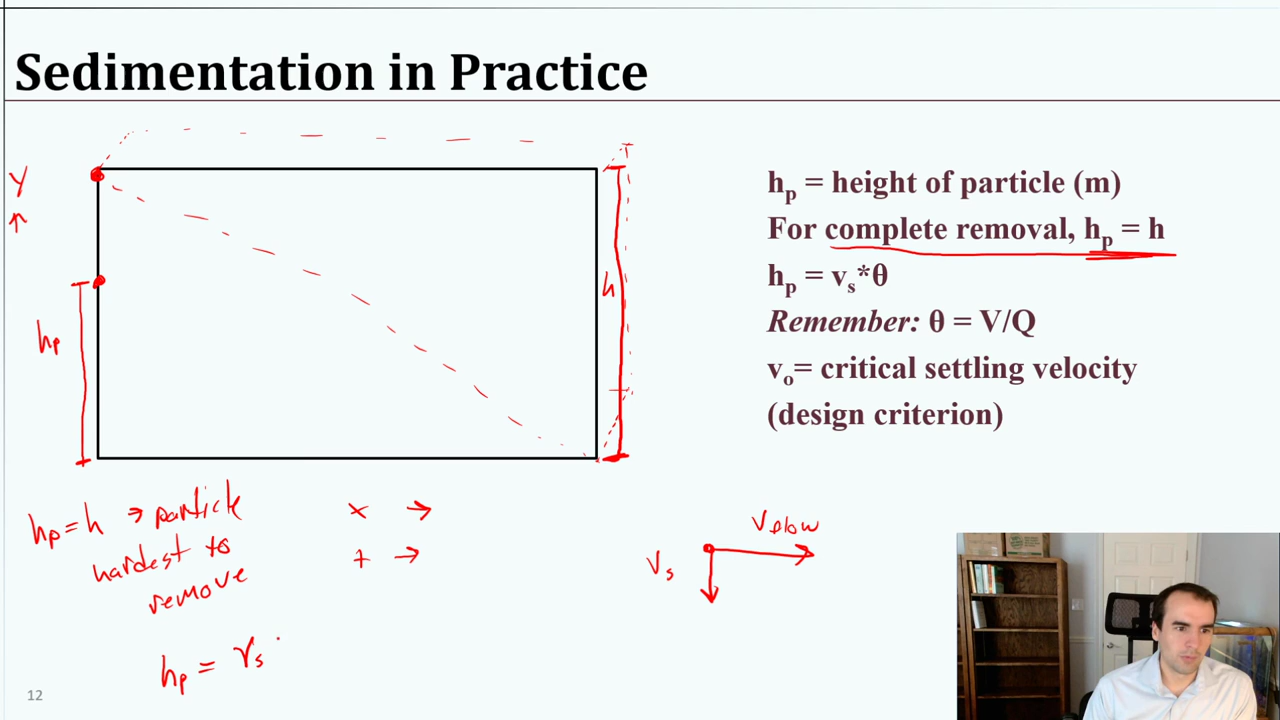 Sedimentation in Practice
Y
↑
h
hp
hp = height of particle (m)
For complete removal, hp = h
hp = vs*θ
Remember: θ = V/Q
vo= critical settling velocity
(design criterion)
hp = h → particle
hardest to
remove
x →
t →
vflow
vs
hp = vs
12